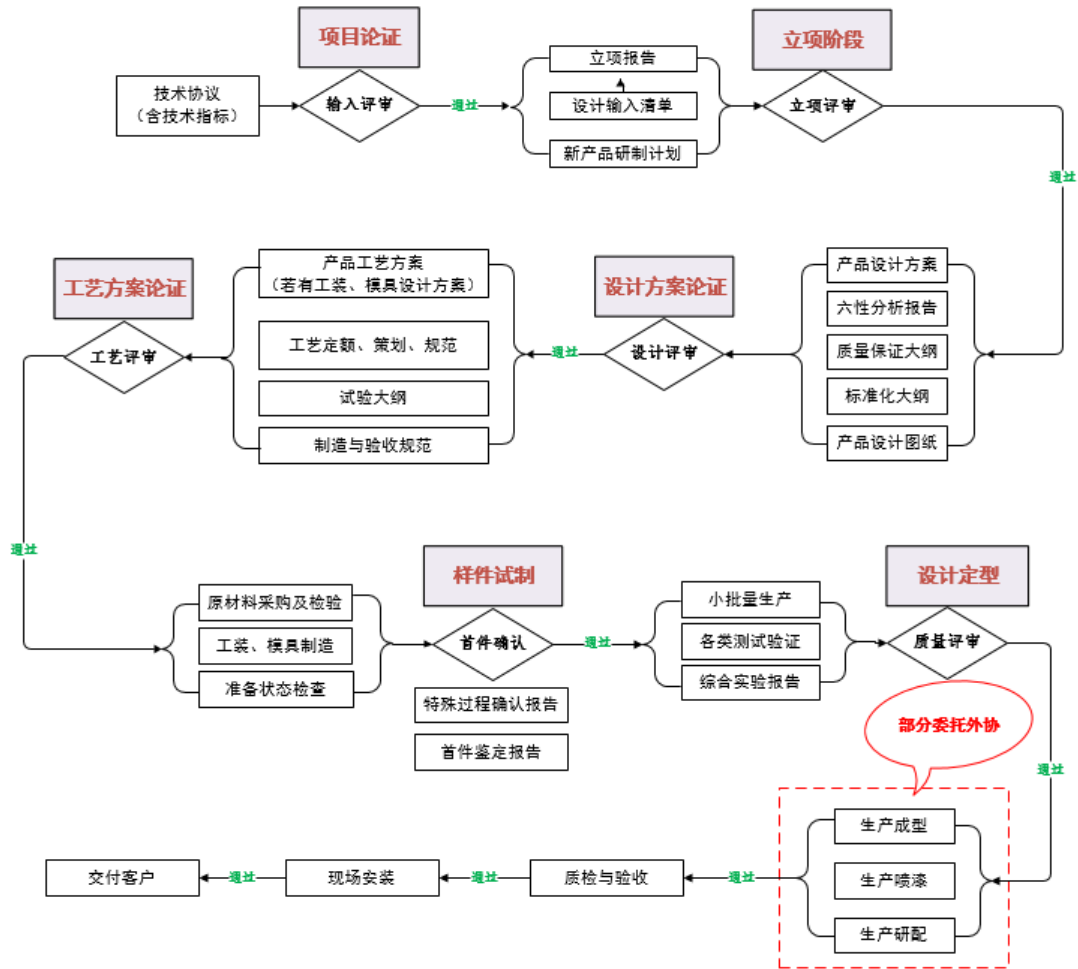 项目论证
立项阶段
技术协议
（含技术指标）
输入评审
通过
立项报告
设计输入清单
新产品研制计划
立项评审
通过
工艺方案论证
产品工艺方案
（若有工装、模具设计方案）
设计方案论证
产品设计方案
六性分析报告
工艺评审
工艺定额、策划、规范
通过
设计评审
质量保证大纲
试验大纲
标准化大纲
制造与验收规范
产品设计图纸
通过
样件试制
设计定型
原材料采购及检验
工装、模具制造
准备状态检查
首件确认
通过
小批量生产
各类测试验证
综合实验报告
质量评审
特殊过程确认报告
首件鉴定报告
部分委托外协
通过
生产成型
生产喷漆
生产研配
交付客户
通过
现场安装
通过
质检与验收
通过